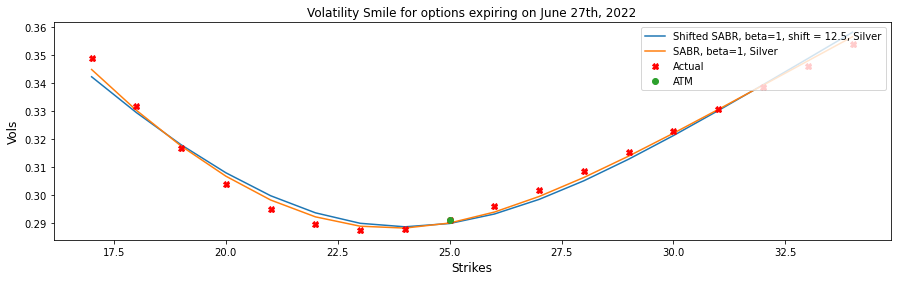 Volatility Smile for options expiring on June 27th, 2022
Shifted SABR, beta=1, shift = 12.5, Silver
SABR, beta=1, Silver
Actual
ATM
0.36
0.35
0.34
0.33
0.32
0.31
0.30
0.29
Vols
17.5
20.0
22.5
25.0
27.5
30.0
32.5
Strikes